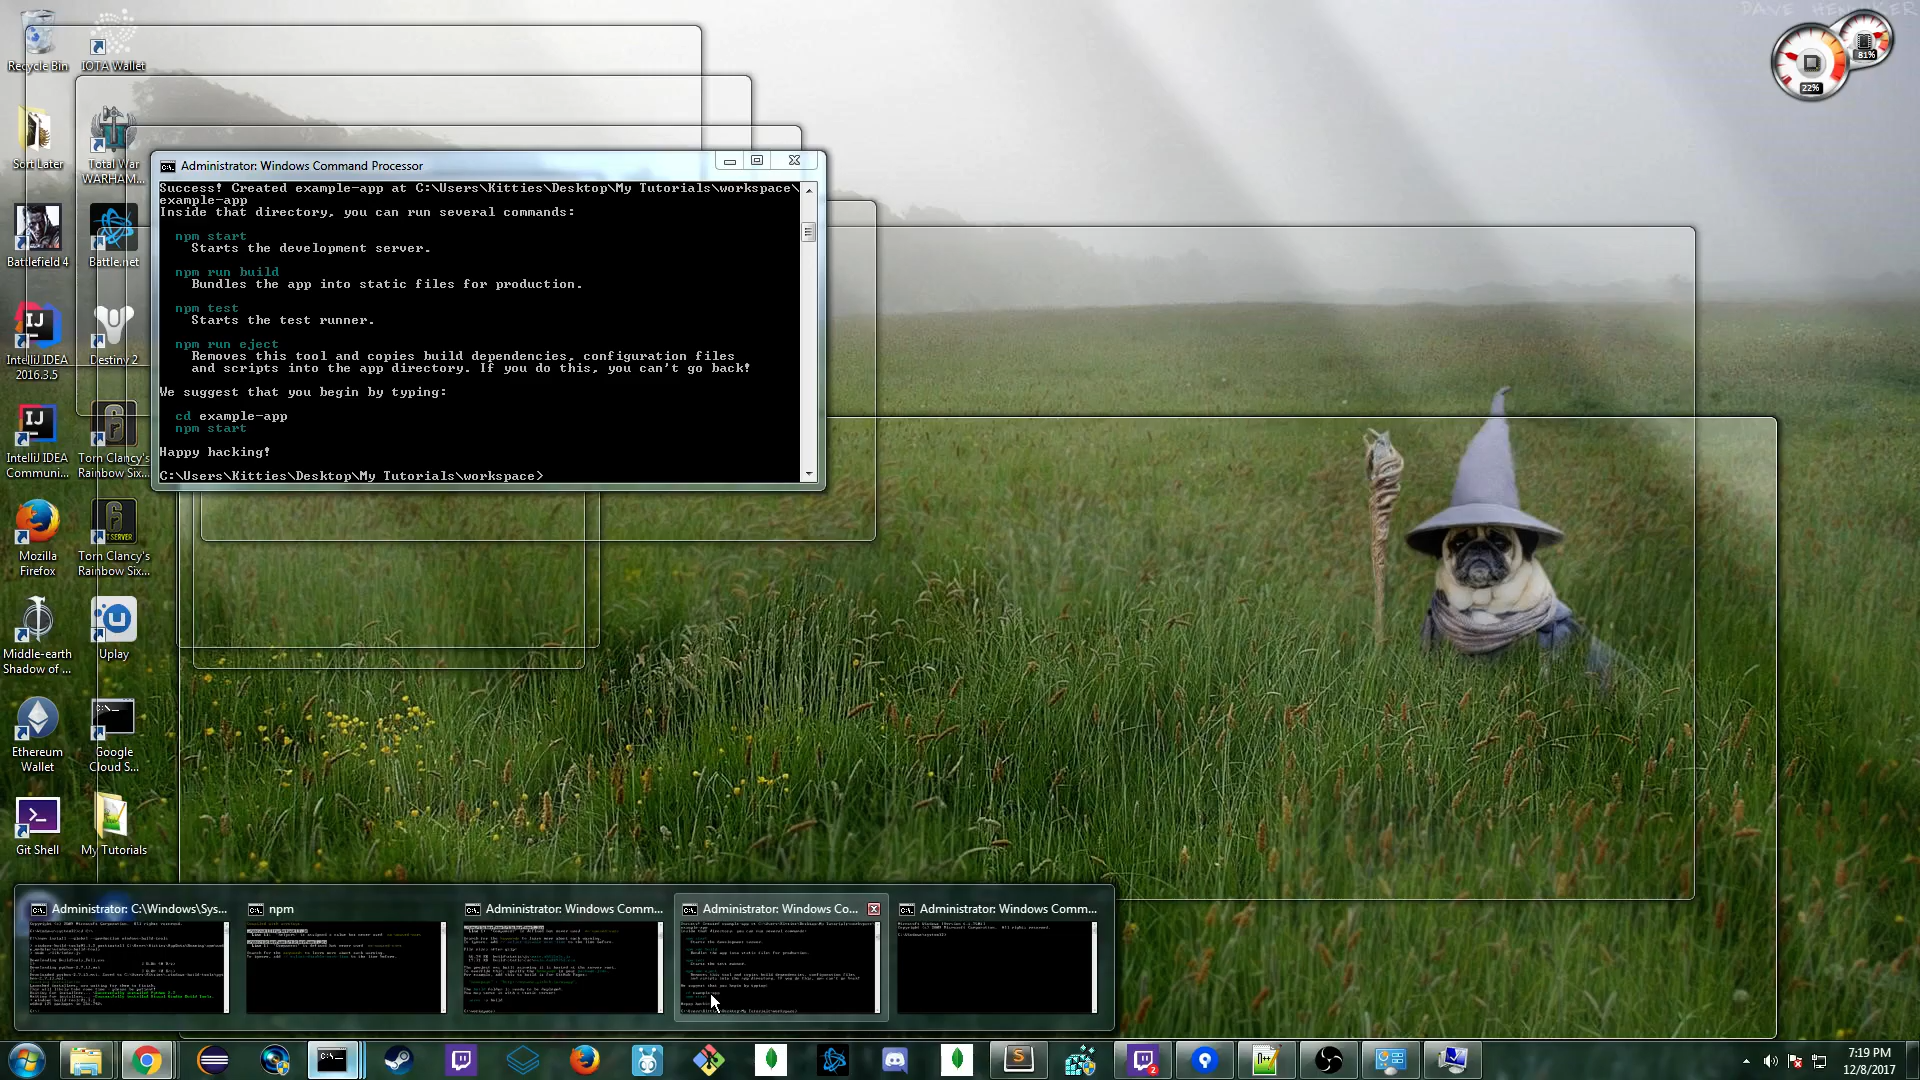 DAVE HE
Recycle Bin
IOTA Wallet
Sort Later
Total War
WARHAM...
Battlefield 4
Battle.net
IntelliJ IDEA
2016.3.5
Destiny 2
IntelliJ IDEA
Communi...
Torn Clancy's
Rainbow Six...
Mozilla
Firefox
Torn Clancy's
Rainbow Six...
Middle-earth
Shadow of ...
Uplay
Ethereum
Wallet
Google
Cloud S...
Git Shell
My Tutorials
81%
22%
Administrator: Windows Command Processor
Success! Created example-app at C:\Users\Kitties\Desktop\My Tutorials\workspace\
example-app
Inside that directory, you can run several commands:
npm start
Starts the development server.
npm run build
Bundles the app into static files for production.
npm test
Starts the test runner.
npm run eject
Removes this tool and copies build dependencies, configuration files
and scripts into the app directory. If you do this, you can't go back!
We suggest that you begin by typing:
cd example-app
npm start
Happy hacking!
C:\Users\Kitties\Desktop\My Tutorials\workspace>
Administrator: C:\Windows\Sys...
npm
Administrator: Windows Comm...
Administrator: Windows Co...
Administrator: Windows Comm...
7:19 PM
12/8/2017